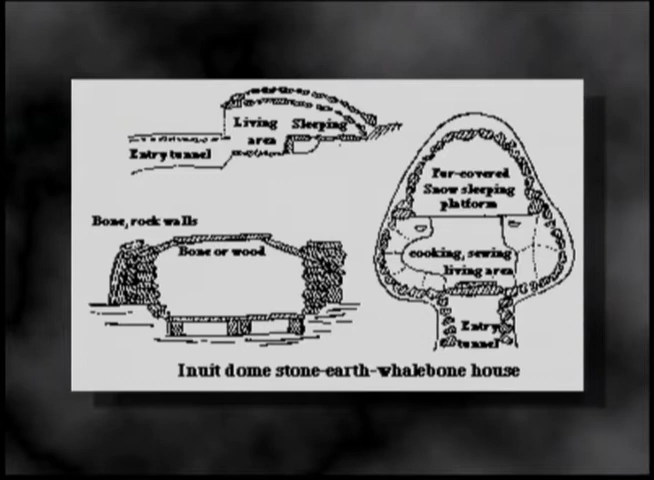 Living Sleeping
area
Entry tunnel
Bone, rock walls
Bone or wood
Fur-covered
Snow sleeping
platform
cooking, sewing
living area
Entry
tunnel
Inuit dome stone-earth-whalebone house